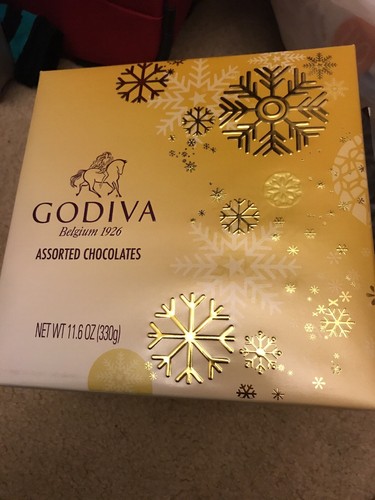 GODIVA
Belgium 1926
ASSORTED CHOCOLATES
NET WT 11.6 OZ (330g)